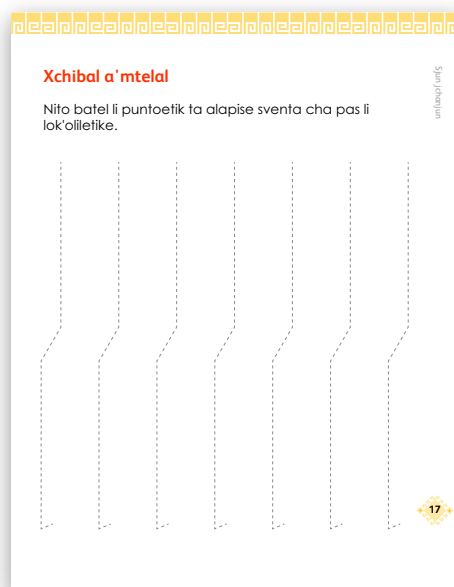 Xchibal a'mtelal
Nito batel li puntoetik ta alapise sventa cha pas li
lok'oliletike.
Sjun jchanjun
17